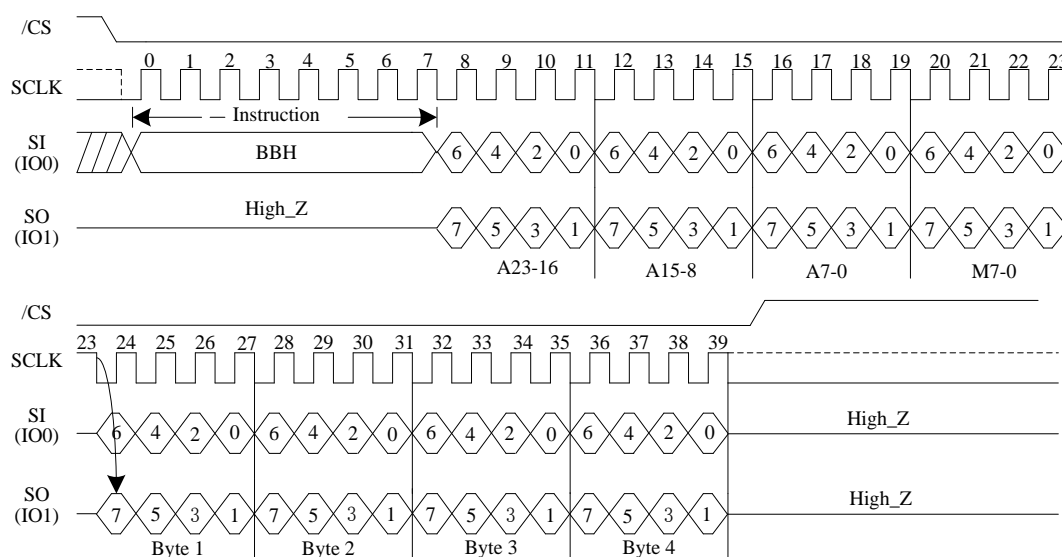 /CS
0 1 2 3 4 5 6 7 8 9 10 11 12 13 14 15 16 17 18 19 20 21 22 23
SCLK
Instruction
SI
(IO0)
BBH
6 4 2 0 6 4 2 0 6 4 2 0 6 4 2 0
SO
(IO1)
High_Z
7 5 3 1 7 5 3 1 7 5 3 1 7 5 3 1
A23-16 A15-8 A7-0 M7-0
/CS
23 24 25 26 27 28 29 30 31 32 33 34 35 36 37 38 39
SCLK
SI
(IO0)
6 4 2 0 6 4 2 0 6 4 2 0 6 4 2 0
High_Z
SO
(IO1)
7 5 3 1 7 5 3 1 7 5 3 1 7 5 3 1
High_Z
Byte 1 Byte 2 Byte 3 Byte 4